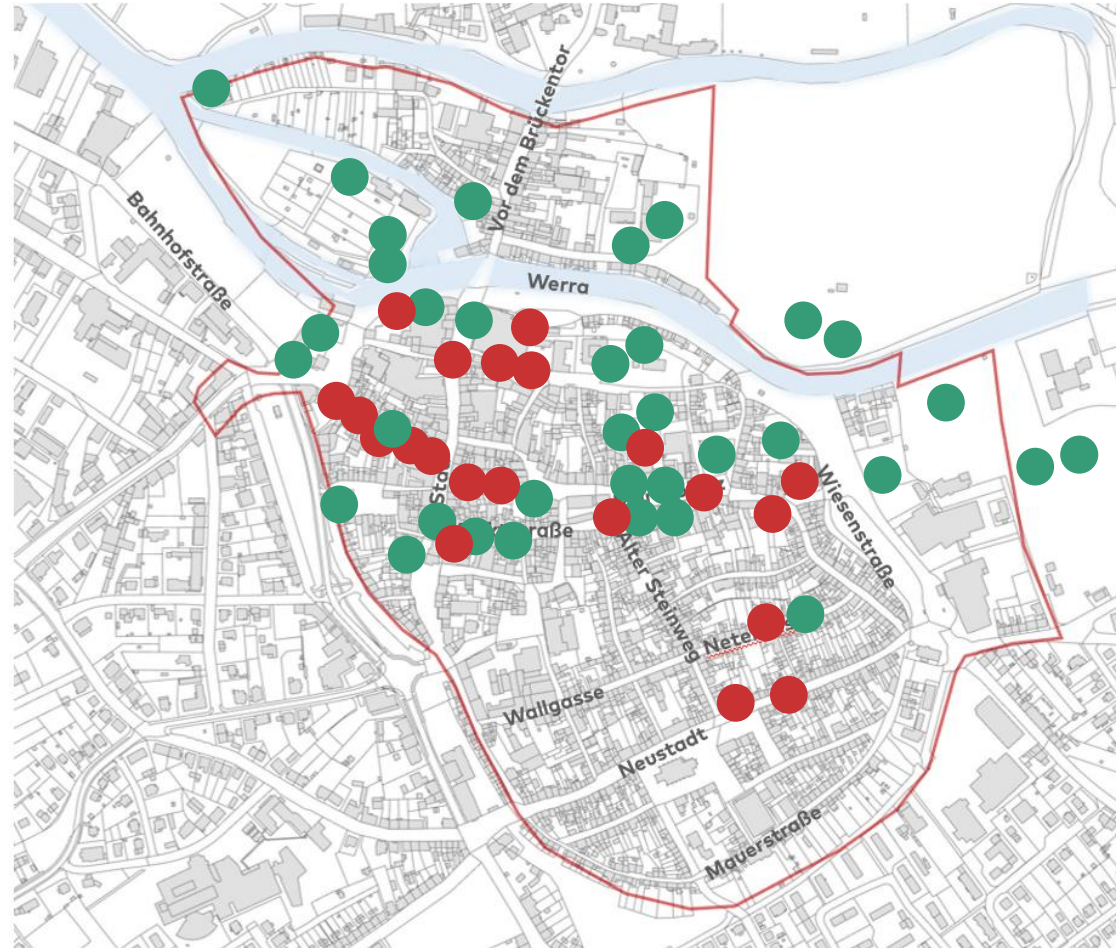 Vor dem Brückentor
Bahnhofstraße
Werra
Wiesenstraße
Alter Steinweg
Wallgasse
Neustadt
Mauerstraße